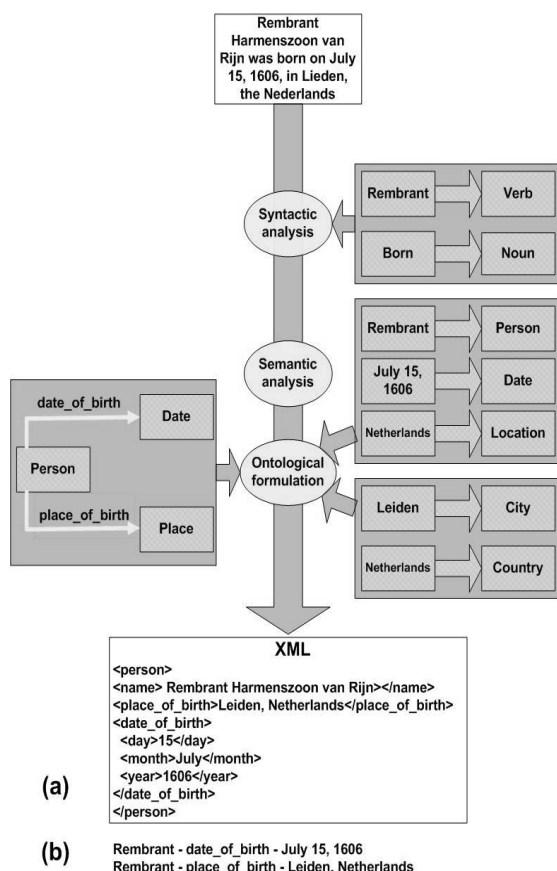 Rembrant
Harmenszoon van
Rijn was born on July
15, 1606, in Lieden,
the Nederlands
Syntactic
analysis
Rembrant
Verb
Born
Noun
Semantic
analysis
Rembrant
Person
July 15,
1606
Date
Netherlands
Location
date_of_birth
Date
Person
place_of_birth
Place
Ontological
formulation
Leiden
City
Netherlands
Country
XML
<person>
<name> Rembrant Harmenszoon van Rijn></name>
<place_of_birth>Leiden, Netherlands</place_of_birth>
<date_of_birth>
<day>15</day>
<month>July</month>
<year>1606</year>
</date_of_birth>
</person>
(a)
(b)
Rembrant - date_of_birth - July 15, 1606
Rembrant - place_of_birth - Leiden, Netherlands